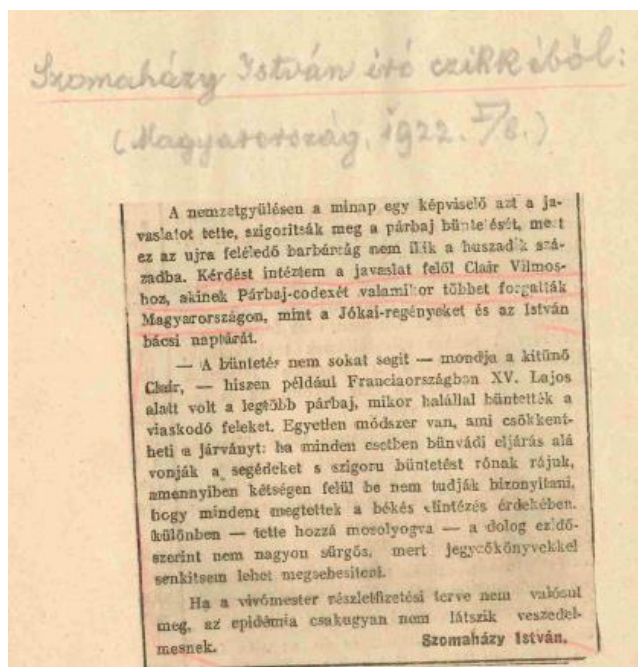 Szomaházy István író czikkéből:
(Magyarország, 1922. I/8.)
A nemzetgyülésen a minap egy képviselő azt a ja-
vaslatot tette, szigoritsák meg a párbaj büntetését, mert
ez az ujra feléledő barbárság nem illik a huszadik szá-
zadba. Kérdést intéztem a javaslat felől Clair Vilmos-
hoz, akinek Párbaj-codexét valamikor többet forgatták
Magyarországon, mint a Jókai-regényeket és az István
bácsi naptárát.
— A büntetés nem sokat segit — mondja a kitünő
Clair, — hiszen például Franciaországban XV. Lajos
alatt volt a legtöbb párbaj, mikor halállal büntették a
viaskodó feleket. Egyetlen módszer van, ami csökkent-
heti a járványt: ha minden esetben bünvádi eljárás alá
vonják a segédeket s szigoru büntetést rónak rájuk,
amennyiben kétségen felül be nem tudják bizonyitani,
hogy mindent megtettek a békés elintézés érdekében.
Különben — tette hozzá mosolyogva — a dolog ezidő-
szerint nem nagyon sürgős, mert jegyzőkönyvekkel
senkitsem lehet megsebesiteni.
Ha a vivómester részletfizetési terve nem valósul
meg, az epidémia csakugyan nem látszik veszedel-
mesnek. Szomaházy István.